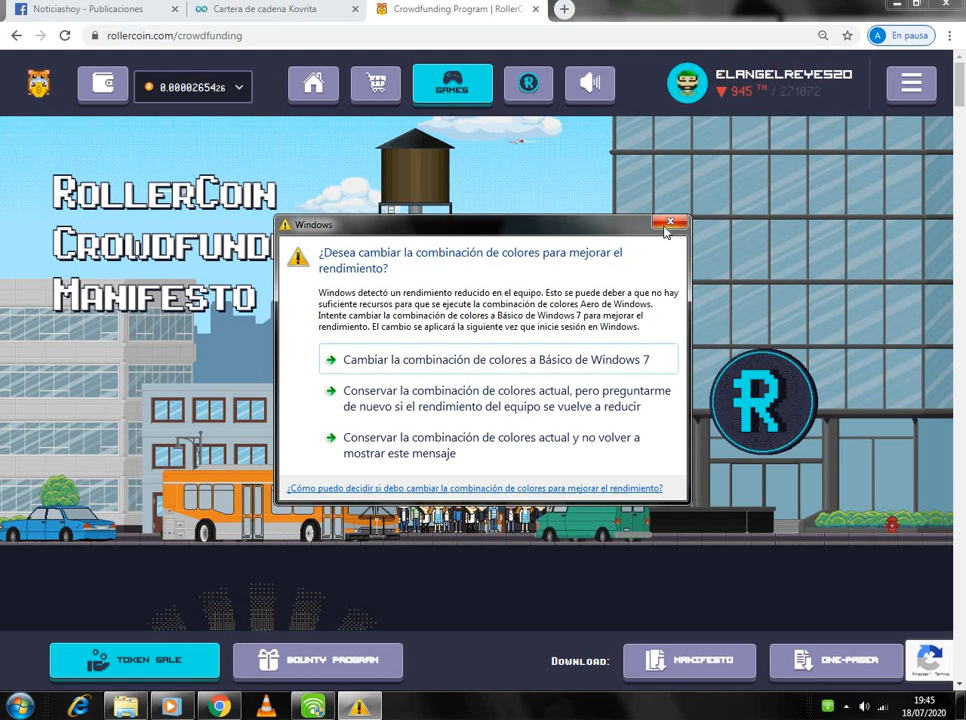 Noticiashoy - Publicaciones
Cartera de cadena Kovrita
Crowdfunding Program | RollerC
rollercoin.com/crowdfunding
A En pausa
0.0000265426
GAMES
R
ELANGELREYES20
945 TH / 271072
ROLLERCOIN
CROWDFUND
MANIFESTO
Windows
¿Desea cambiar la combinación de colores para mejorar el
rendimiento?
Windows detectó un rendimiento reducido en el equipo. Esto se puede deber a que no hay
suficiente recursos para que se ejecute la combinación de colores Aero de Windows.
Intente cambiar la combinación de colores a Básico de Windows 7 para mejorar el
rendimiento. El cambio se aplicará la siguiente vez que inicie sesión en Windows.
Cambiar la combinación de colores a Básico de Windows 7
Conservar la combinación de colores actual, pero preguntarme
de nuevo si el rendimiento del equipo se vuelve a reducir
Conservar la combinación de colores actual y no volver a
mostrar este mensaje
¿Cómo puedo decidir si debo cambiar la combinación de colores para mejorar el rendimiento?
R
TOKEN SALE
BOUNTY PROGRAM
DOWNLOAD:
MANIFESTO
ONE-PAGER
Privacidad - Términos
19:45
18/07/2020